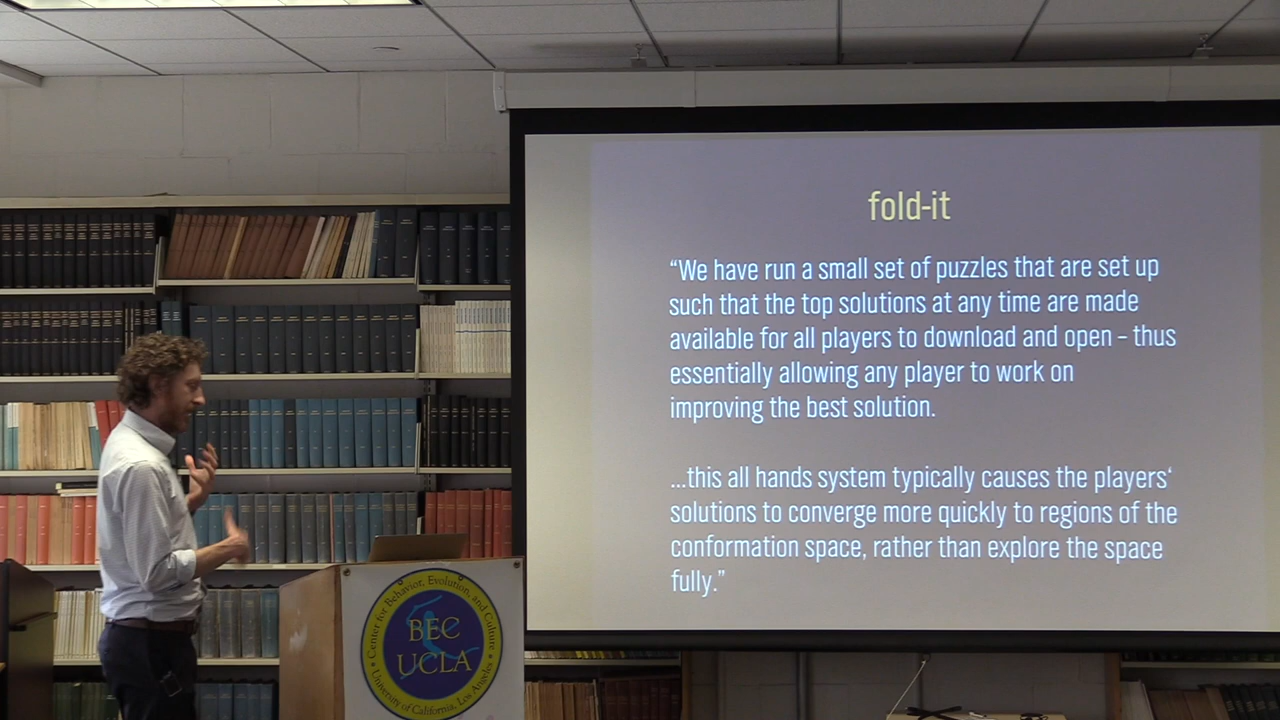 fold-it
“We have run a small set of puzzles that are set up
such that the top solutions at any time are made
available for all players to download and open – thus
essentially allowing any player to work on
improving the best solution.
...this all hands system typically causes the players‘
solutions to converge more quickly to regions of the
conformation space, rather than explore the space
fully.”
Center for Behavior, Evolution, and Culture
BEC
UCLA
University of California, Los Angeles